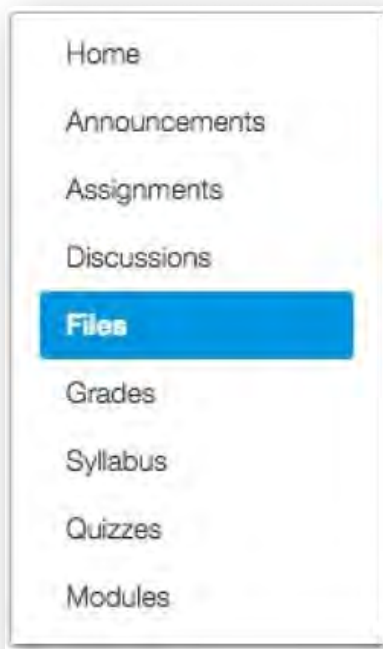 Home
Announcements
Assignments
Discussions
Files
Grades
Syllabus
Quizzes
Modules